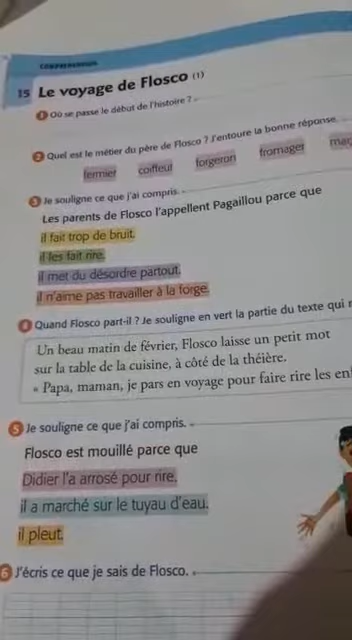 COMPRÉHENSION
15 Le voyage de Flosco (1)
1 Où se passe le début de l'histoire ?
2 Quel est le métier du père de Flosco ? J'entoure la bonne réponse.
fermier coiffeur forgeron fromager
3 Je souligne ce que j'ai compris.
Les parents de Flosco l'appellent Pagaillou parce que
il fait trop de bruit.
il les fait rire.
il met du désordre partout.
il n'aime pas travailler à la forge.
4 Quand Flosco part-il ? Je souligne en vert la partie du texte qui
Un beau matin de février, Flosco laisse un petit mot
sur la table de la cuisine, à côté de la théière.
« Papa, maman, je pars en voyage pour faire rire les
5 Je souligne ce que j'ai compris.
Flosco est mouillé parce que
Didier l'a arrosé pour rire.
il a marché sur le tuyau d'eau.
il pleut.
6 J'écris ce que je sais de Flosco.